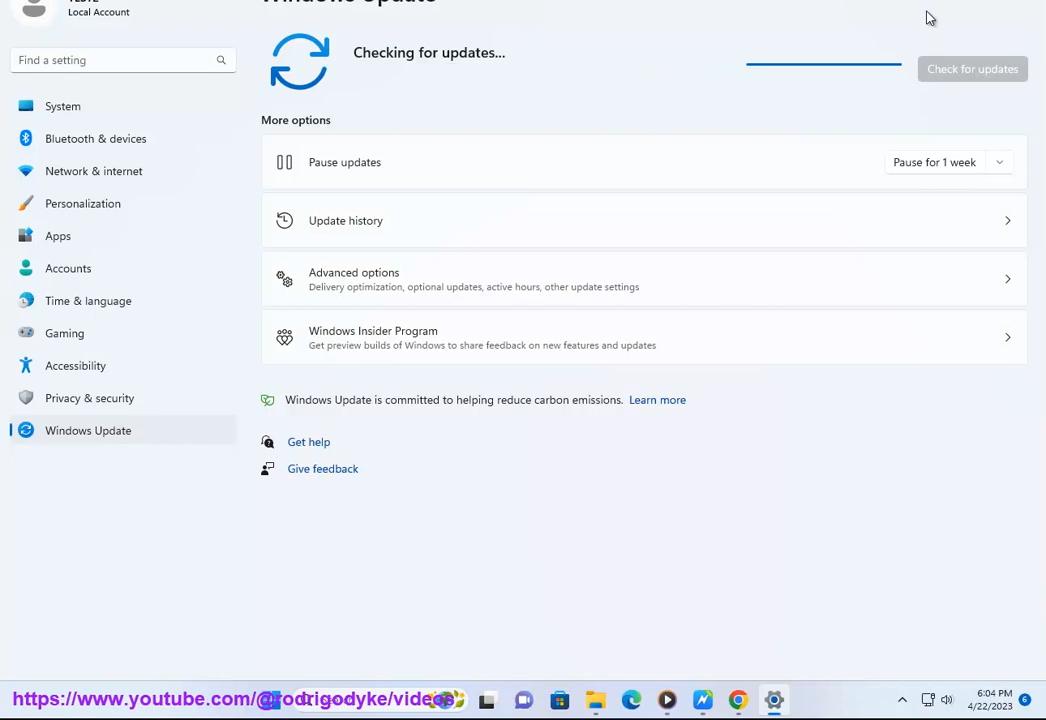 Local Account
Windows Update
Find a setting
Checking for updates...
Check for updates
System
More options
Bluetooth & devices
Pause updates
Pause for 1 week
Network & internet
Personalization
Update history
Apps
Accounts
Advanced options
Delivery optimization, optional updates, active hours, other update settings
Time & language
Gaming
Windows Insider Program
Get preview builds of Windows to share feedback on new features and updates
Accessibility
Privacy & security
Windows Update is committed to helping reduce carbon emissions. Learn more
Windows Update
Get help
Give feedback
https://www.youtube.com/@rodrigodyke/videos
6:04 PM
4/22/2023
6